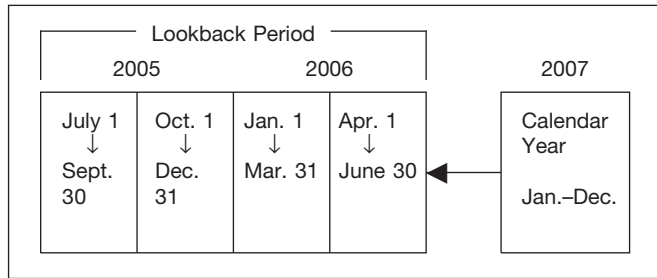 Lookback Period
2005 2006 2007
July 1 Oct. 1 Jan. 1 Apr. 1 Calendar
↓ ↓ ↓ ↓ Year
Sept. Dec. Mar. 31 June 30
30 31 Jan.–Dec.